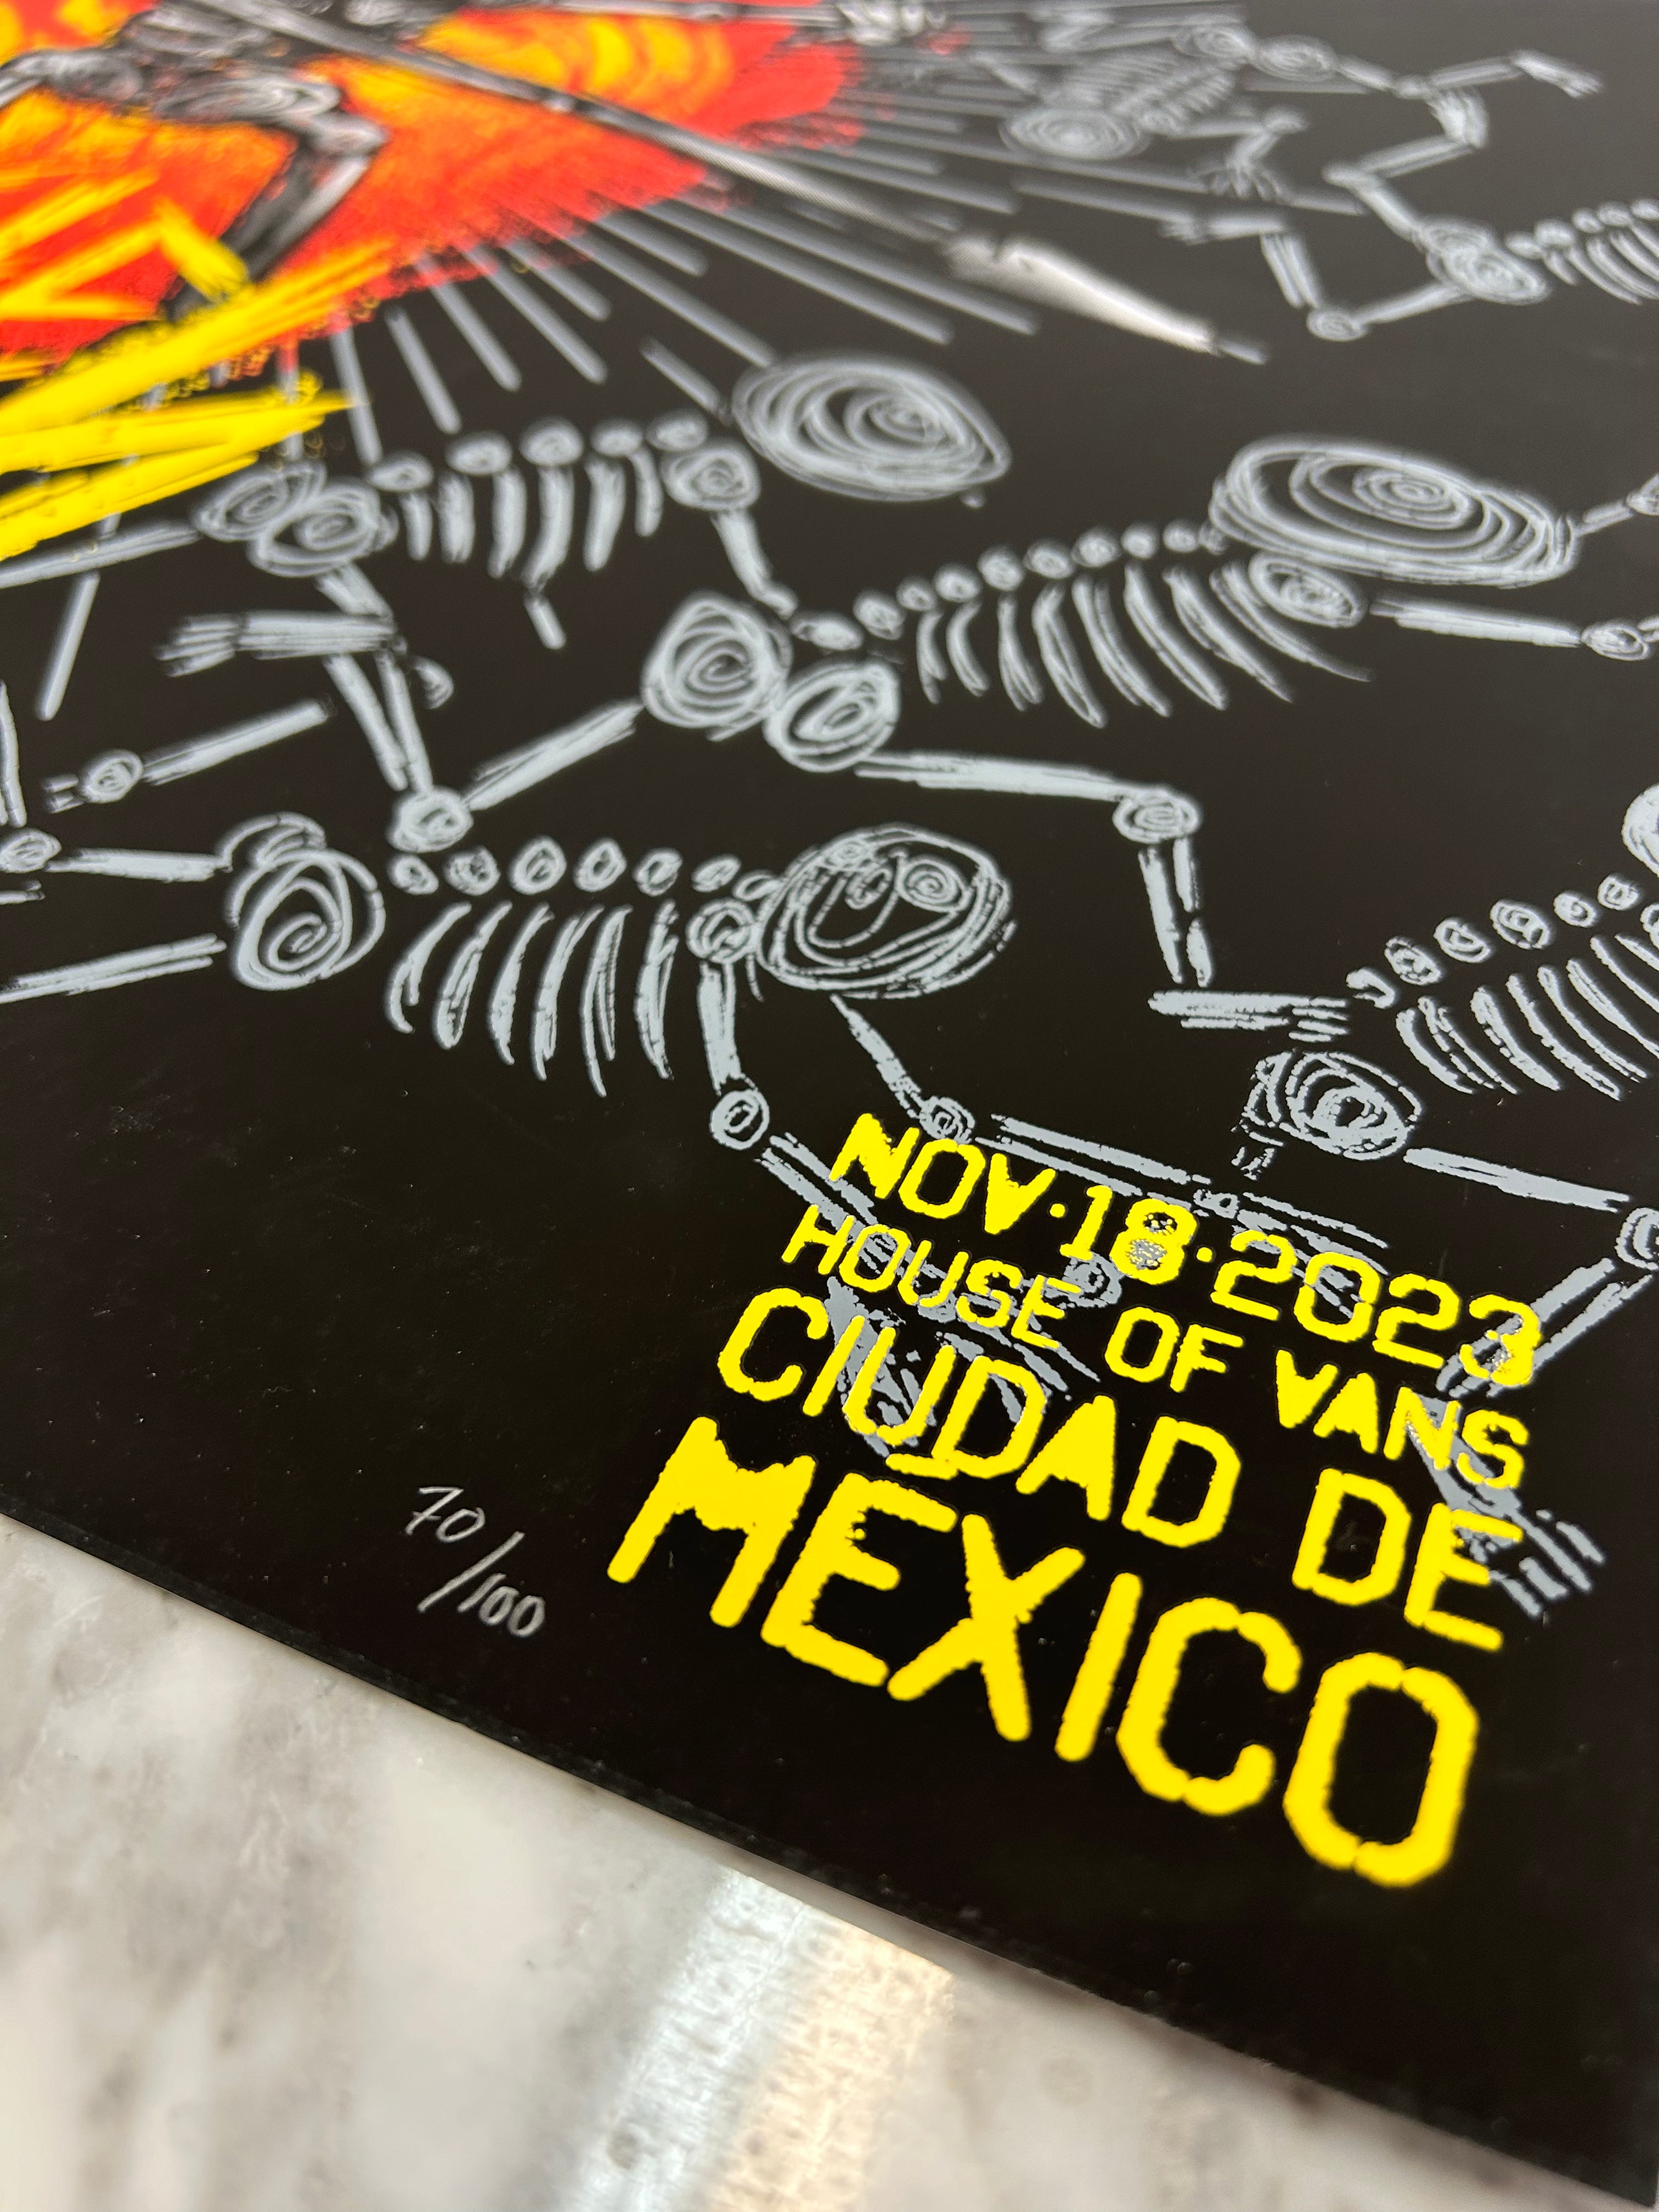 NOV·18·2023
HOUSE OF VANS
CIUDAD DE
MEXICO
70/100